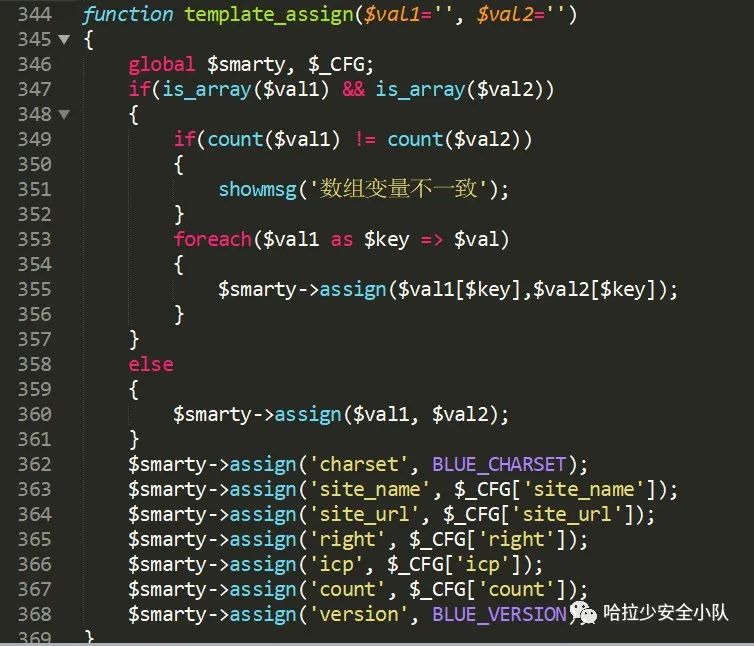 344 function template_assign($val1='', $val2='')
345 {
346 global $smarty, $_CFG;
347 if(is_array($val1) && is_array($val2))
348 {
349 if(count($val1) != count($val2))
350 {
351 showmsg('数组变量不一致');
352 }
353 foreach($val1 as $key => $val)
354 {
355 $smarty->assign($val1[$key],$val2[$key]);
356 }
357 }
358 else
359 {
360 $smarty->assign($val1, $val2);
361 }
362 $smarty->assign('charset', BLUE_CHARSET);
363 $smarty->assign('site_name', $_CFG['site_name']);
364 $smarty->assign('site_url', $_CFG['site_url']);
365 $smarty->assign('right', $_CFG['right']);
366 $smarty->assign('icp', $_CFG['icp']);
367 $smarty->assign('count', $_CFG['count']);
368 $smarty->assign('version', BLUE_VERSION) 哈拉少安全小队
369 }